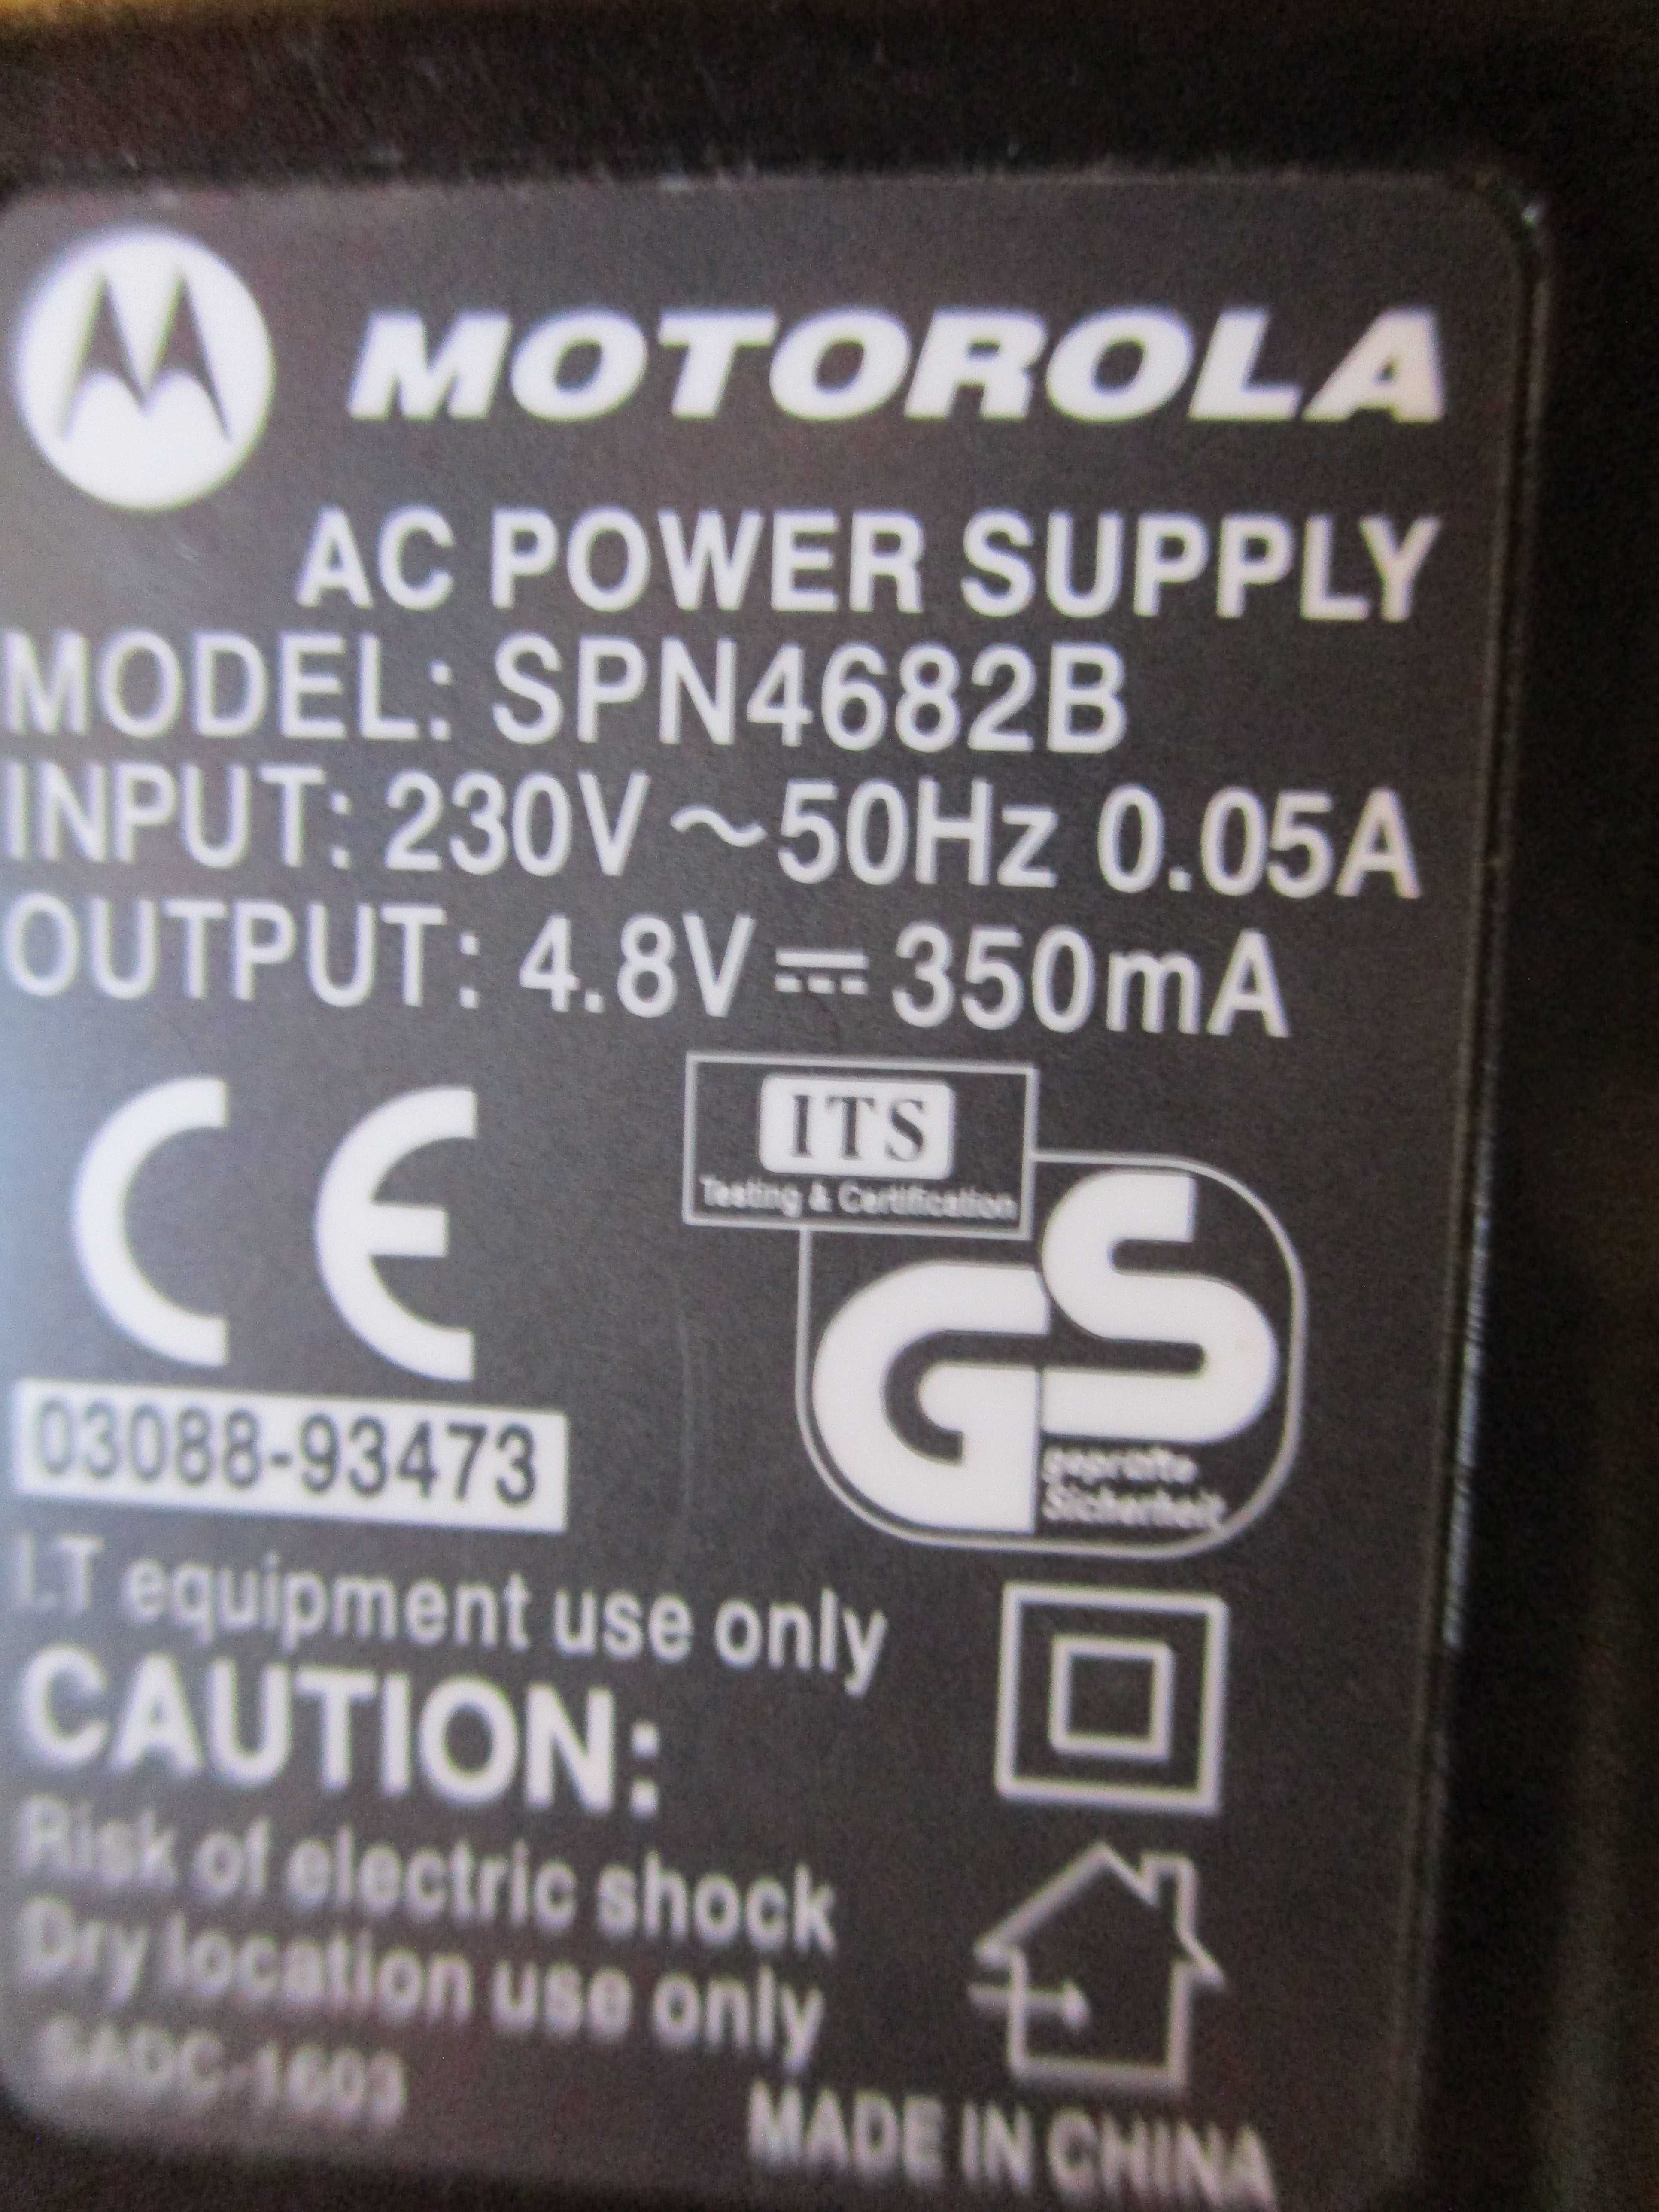 MOTOROLA
AC POWER SUPPLY
MODEL: SPN4682B
INPUT: 230V~50Hz 0.05A
OUTPUT: 4.8V⎓350mA
CE
ITS
Testing & Certification
GS
geprüfte
Sicherheit
03088-93473
I.T equipment use only
CAUTION:
Risk of electric shock
Dry location use only
MADE IN CHINA